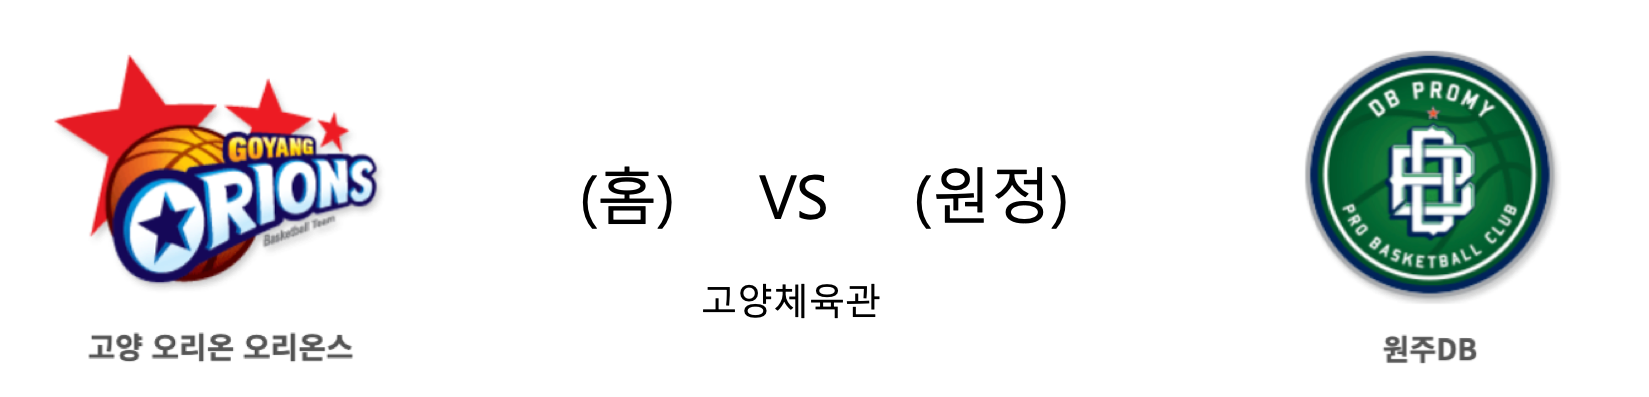 GOYANG
ORIONS
Basketball Team
고양 오리온 오리온스
(홈) VS (원정)
고양체육관
DB PROMY
PRO BASKETBALL CLUB
원주DB